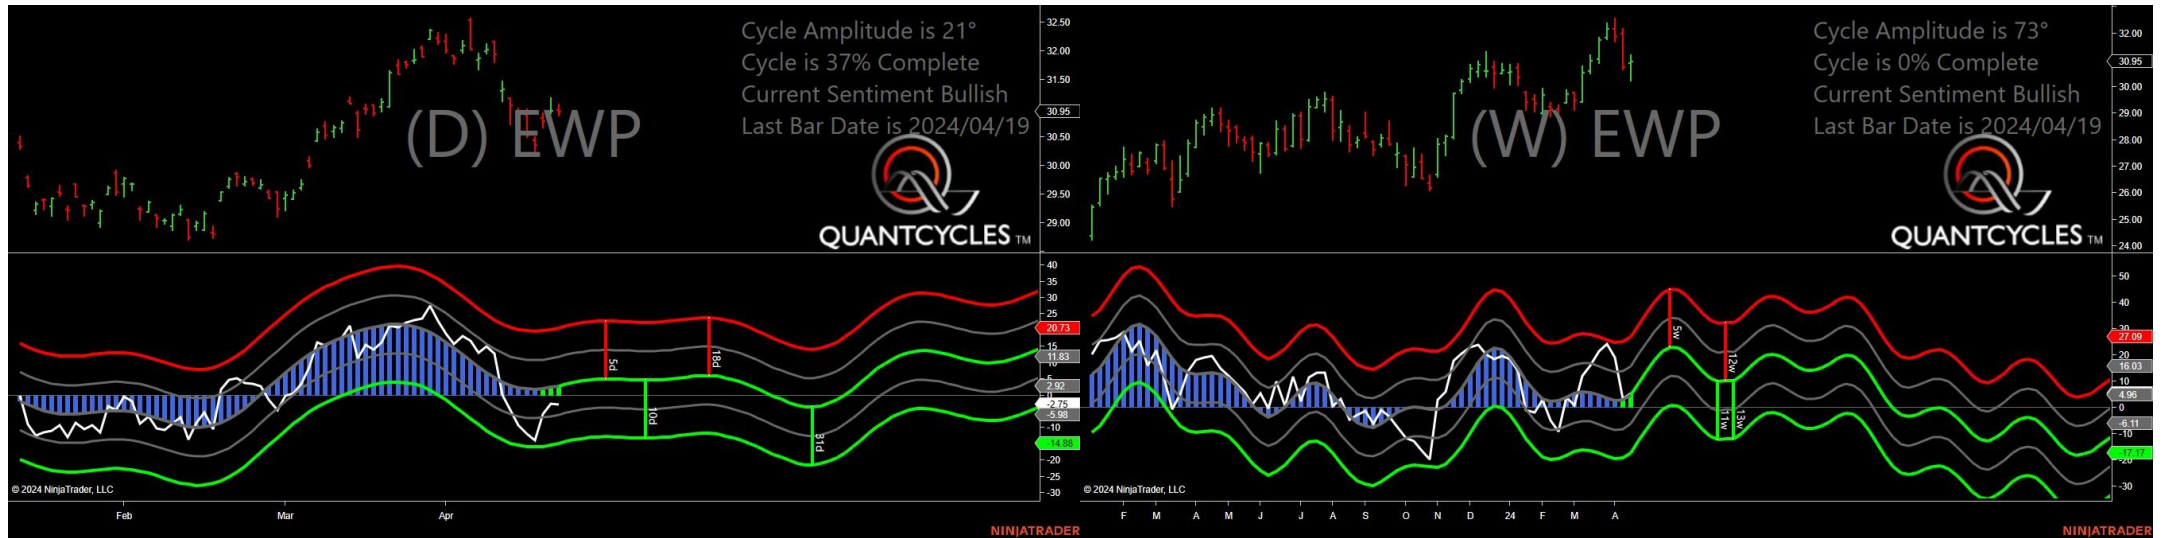 Cycle Amplitude is 21°
Cycle is 37% Complete
Current Sentiment Bullish
Last Bar Date is 2024/04/19
(D) EWP
QUANTCYCLES TM
32.50
32.00
31.50
30.95
30.50
30.00
29.50
29.00
40
35
30
25
20.73
15
11.83
10
5
2.92
0
-2.75
-5.98
-10
-14.88
-20
-25
-30
5d
10d
18d
31d
© 2024 NinjaTrader, LLC
Feb
Mar
Apr
NINJATRADER
Cycle Amplitude is 73°
Cycle is 0% Complete
Current Sentiment Bullish
Last Bar Date is 2024/04/19
(W) EWP
QUANTCYCLES TM
32.00
30.95
30.00
29.00
28.00
27.00
26.00
25.00
24.00
50
40
27.09
20
16.03
10
4.96
0
-6.11
-10
-17.17
-30
5w
12w
11w
13w
© 2024 NinjaTrader, LLC
F
M
A
M
J
J
A
S
O
N
D
24
F
M
A
NINJATRADER